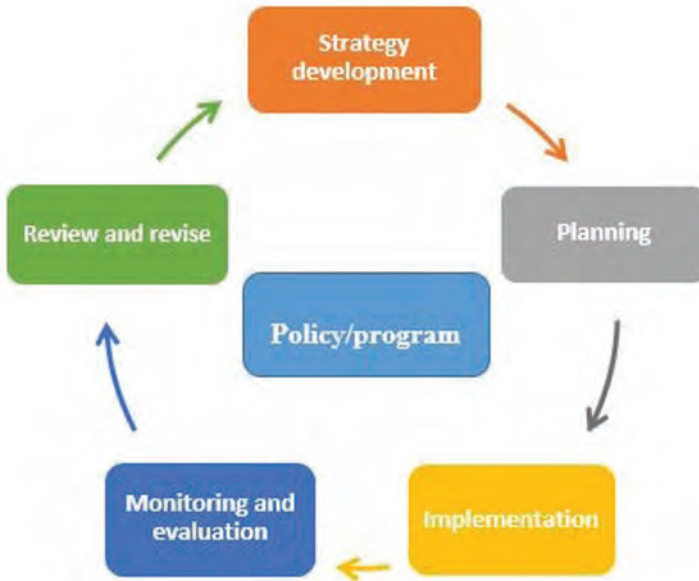 Strategy
development
Planning
Implementation
Monitoring and
evaluation
Review and revise
Policy/program